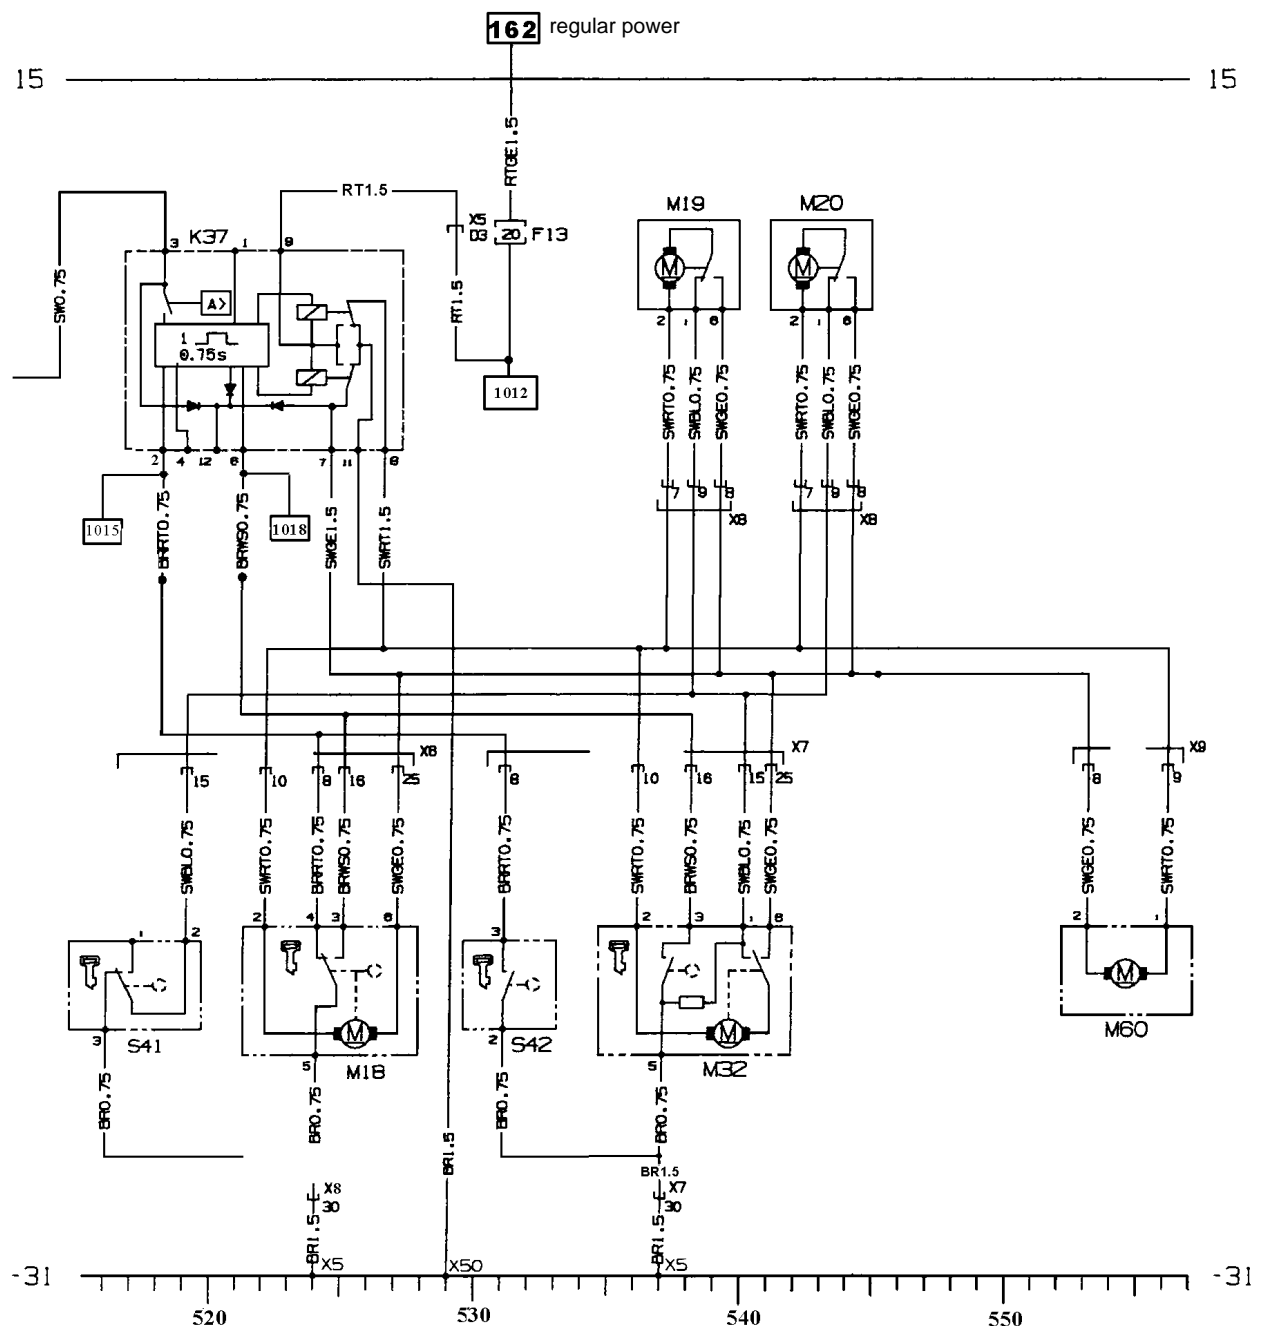 162 regular power
15 15
RTGE1.5
RT1.5
M19 M20
X5
D3 20 F13
K37
3 1 9
SW0.75
RT1.5
A>
1
0.75s
2 1 6 2 1 6
1012
SWRT0.75 SWBL0.75 SWGE0.75 SWRT0.75 SWBL0.75 SWGE0.75
2 4 12 6 7 11 8
7 9 8 7 9 8
X8 X8
1015 1018
BRRT0.75 BRWS0.75 SWGE1.5 SWRT1.5
X6 X7 X9
15 10 8 16 25 8 10 16 15 25 8 9
SWBL0.75 SWRT0.75 BRRT0.75 BRWS0.75 SWGE0.75 BRRT0.75 SWRT0.75 BRWS0.75 SWBL0.75 SWGE0.75 SWGE0.75 SWRT0.75
1 2 2 4 3 6 3 2 3 1 6 2 1
M M M M M
3 S41 5 M18 2 S42 5 M32 M60
BR0.75 BR0.75 BR0.75 BR0.75
BR1.5
BR1.5
X8
30
X7
30
BR1.5 BR1.5
X5 X50 X5
-31 -31
520 530 540 550